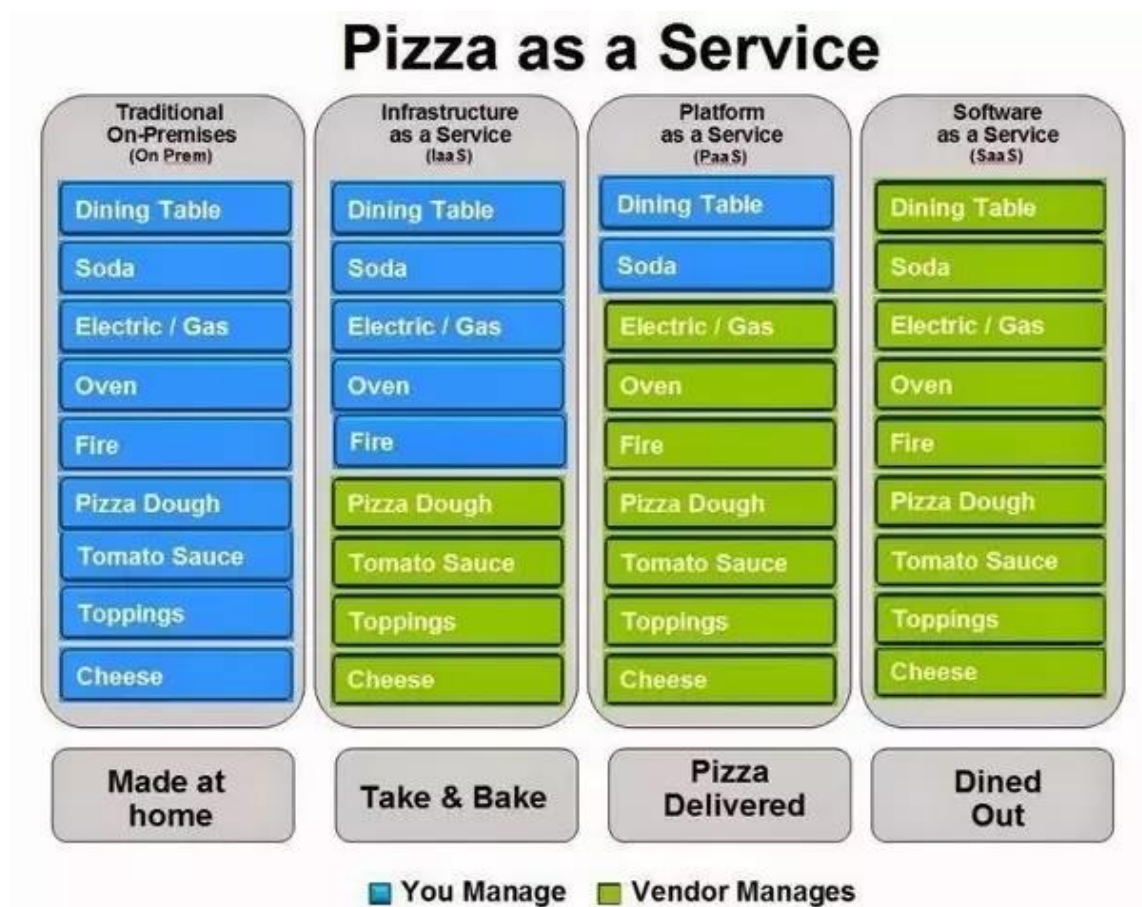 Pizza as a Service
Traditional
On-Premises
(On Prem)
Dining Table
Soda
Electric / Gas
Oven
Fire
Pizza Dough
Tomato Sauce
Toppings
Cheese
Made at
home
Infrastructure
as a Service
(IaaS)
Dining Table
Soda
Electric / Gas
Oven
Fire
Pizza Dough
Tomato Sauce
Toppings
Cheese
Take & Bake
Platform
as a Service
(PaaS)
Dining Table
Soda
Electric / Gas
Oven
Fire
Pizza Dough
Tomato Sauce
Toppings
Cheese
Pizza
Delivered
Software
as a Service
(SaaS)
Dining Table
Soda
Electric / Gas
Oven
Fire
Pizza Dough
Tomato Sauce
Toppings
Cheese
Dined
Out
You Manage
Vendor Manages